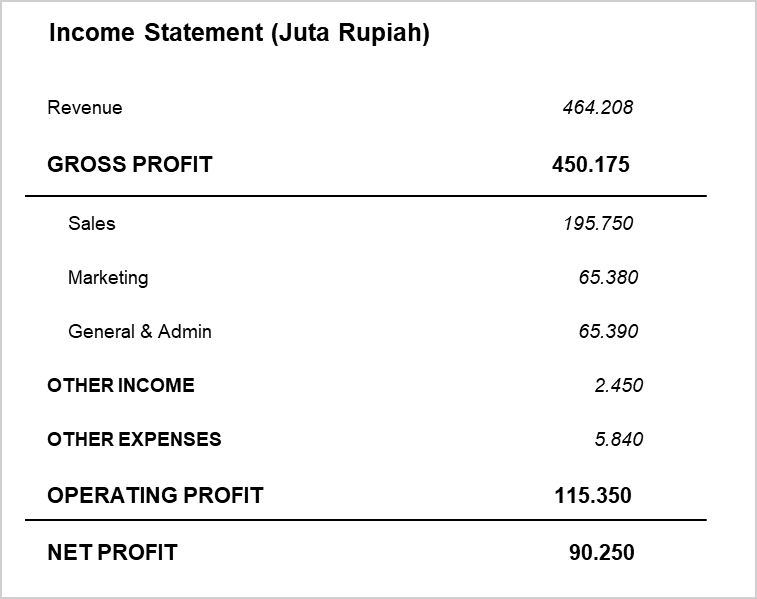 Income Statement (Juta Rupiah)
Revenue 464.208
GROSS PROFIT 450.175
Sales 195.750
Marketing 65.380
General & Admin 65.390
OTHER INCOME 2.450
OTHER EXPENSES 5.840
OPERATING PROFIT 115.350
NET PROFIT 90.250